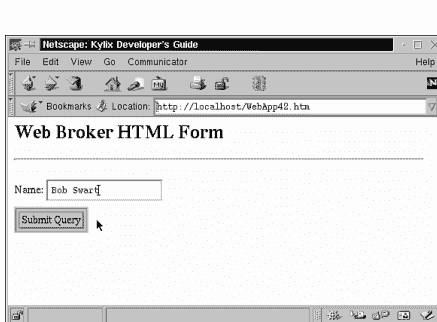 Netscape: Kylix Developer's Guide
File Edit View Go Communicator Help
My
N
Bookmarks Location: http://localhost/WebApp42.htm
Web Broker HTML Form
Name: Bob Swart
Submit Query